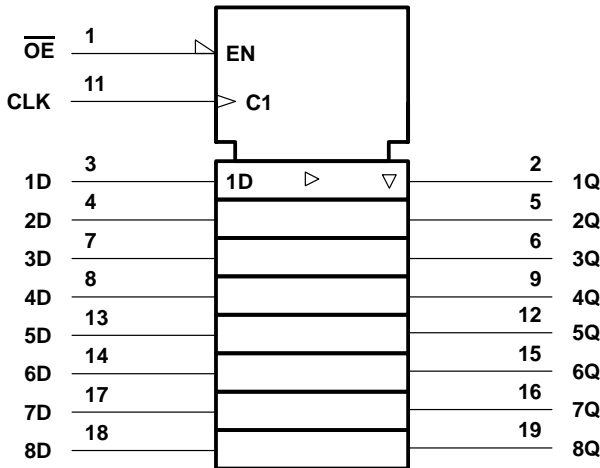 OE 1 EN
CLK 11 C1
1D 3 1D 2 1Q
2D 4 5 2Q
3D 7 6 3Q
4D 8 9 4Q
5D 13 12 5Q
6D 14 15 6Q
7D 17 16 7Q
8D 18 19 8Q